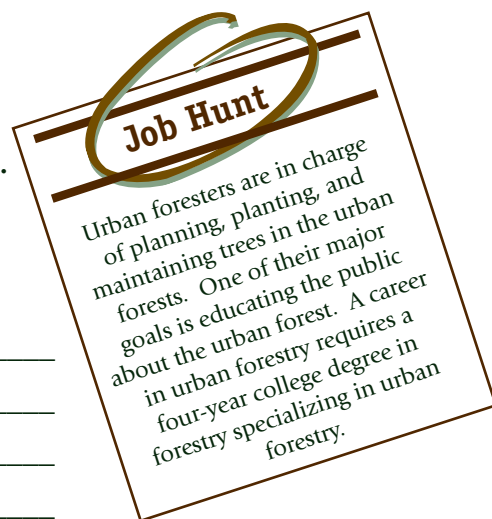 Job Hunt
Urban foresters are in charge
of planning, planting, and
maintaining trees in the urban
forests.  One of their major
goals is educating the public
about the urban forest.  A career
in urban forestry requires a
four-year college degree in
forestry specializing in urban
forestry.